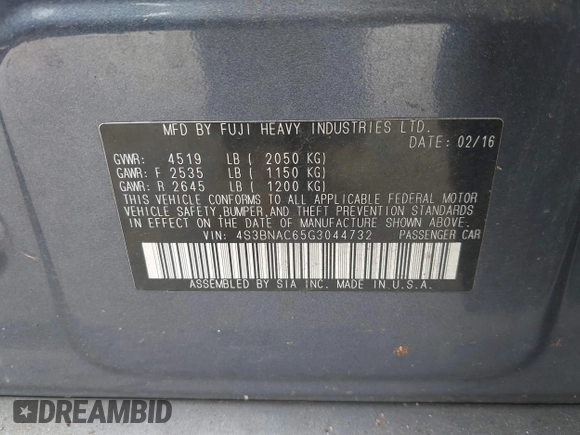 MFD BY FUJI HEAVY INDUSTRIES LTD.
DATE: 02/16
GVWR: 4519 LB ( 2050 KG)
GAWR: F 2535 LB ( 1150 KG)
GAWR: R 2645 LB ( 1200 KG)
THIS VEHICLE CONFORMS TO ALL APPLICABLE FEDERAL MOTOR
VEHICLE SAFETY, BUMPER, AND THEFT PREVENTION STANDARDS
IN EFFECT ON THE DATE OF MANUFACTURE SHOWN ABOVE.
VIN: 4S3BNAC65G3044732 PASSENGER CAR
ASSEMBLED BY SIA INC. MADE IN U.S.A.
DREAMBID